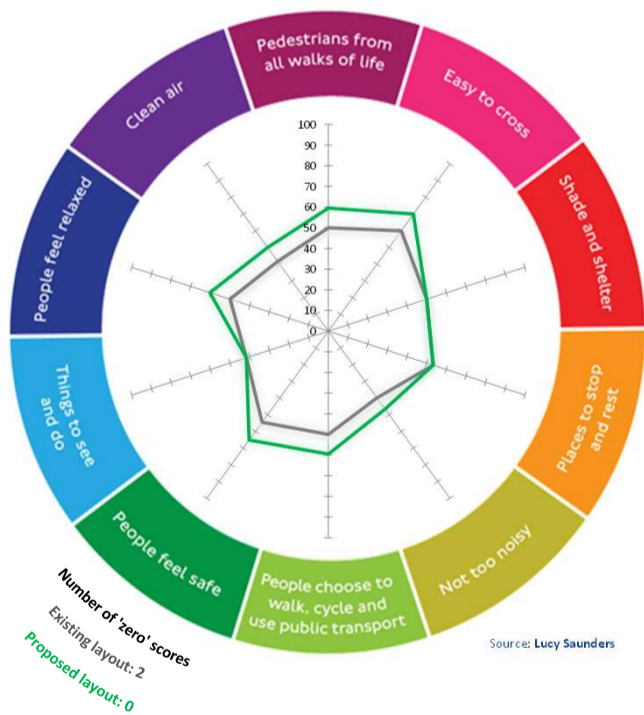 Pedestrians from
all walks of life
Easy to cross
Shade and shelter
Places to stop
and rest
Not too noisy
People choose to
walk, cycle and
use public transport
People feel safe
Things to see
and do
People feel relaxed
Clean air
100
90
80
70
60
50
40
30
20
10
0
Number of 'zero' scores
Existing layout: 2
Proposed layout: 0
Source: Lucy Saunders